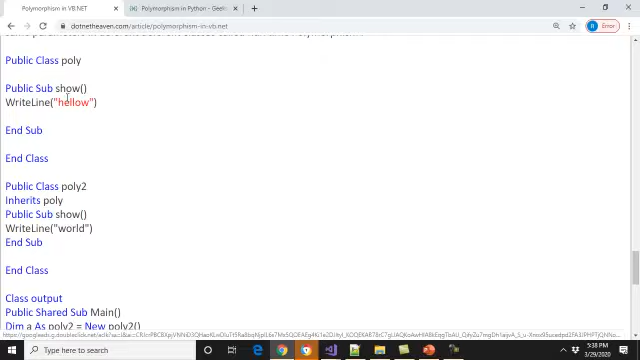 Polymorphism in VB.NET
Polymorphism in Python - Geek
dotnetheaven.com/article/polymorphism-in-vb.net
Error
Public Class poly
Public Sub show()
WriteLine("hellow")
End Sub
End Class
Public Class poly2
Inherits poly
Public Sub show()
WriteLine("world")
End Sub
End Class
Class output
Public Shared Sub Main()
Dim a As poly2 = New poly2()
Type here to search
5:38 PM
3/29/2020